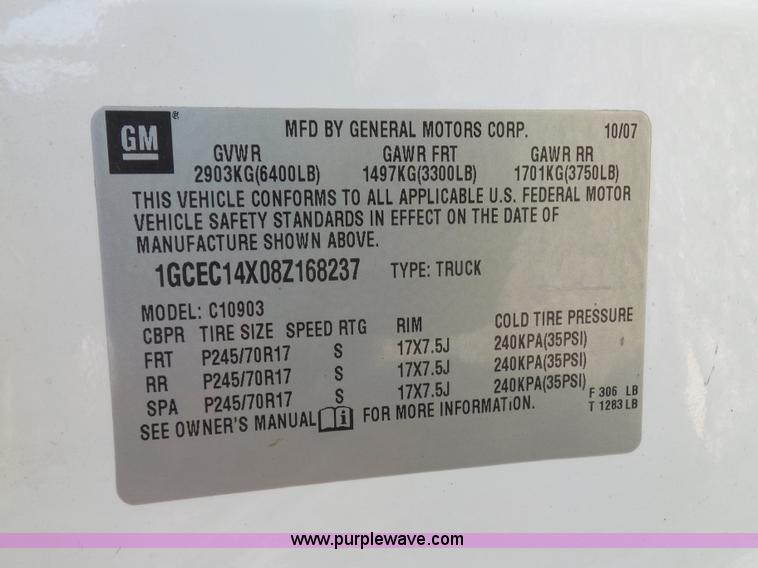 GM ®
MFD BY GENERAL MOTORS CORP. 10/07
GVWR GAWR FRT GAWR RR
2903KG(6400LB) 1497KG(3300LB) 1701KG(3750LB)
THIS VEHICLE CONFORMS TO ALL APPLICABLE U.S. FEDERAL MOTOR
VEHICLE SAFETY STANDARDS IN EFFECT ON THE DATE OF
MANUFACTURE SHOWN ABOVE.
1GCEC14X08Z168237 TYPE: TRUCK
MODEL: C10903
CBPR TIRE SIZE SPEED RTG RIM COLD TIRE PRESSURE
FRT P245/70R17 S 17X7.5J 240KPA(35PSI)
RR P245/70R17 S 17X7.5J 240KPA(35PSI)
SPA P245/70R17 S 17X7.5J 240KPA(35PSI)
SEE OWNER'S MANUAL i FOR MORE INFORMATION.
F 306 LB
T 1283 LB
www.purplewave.com